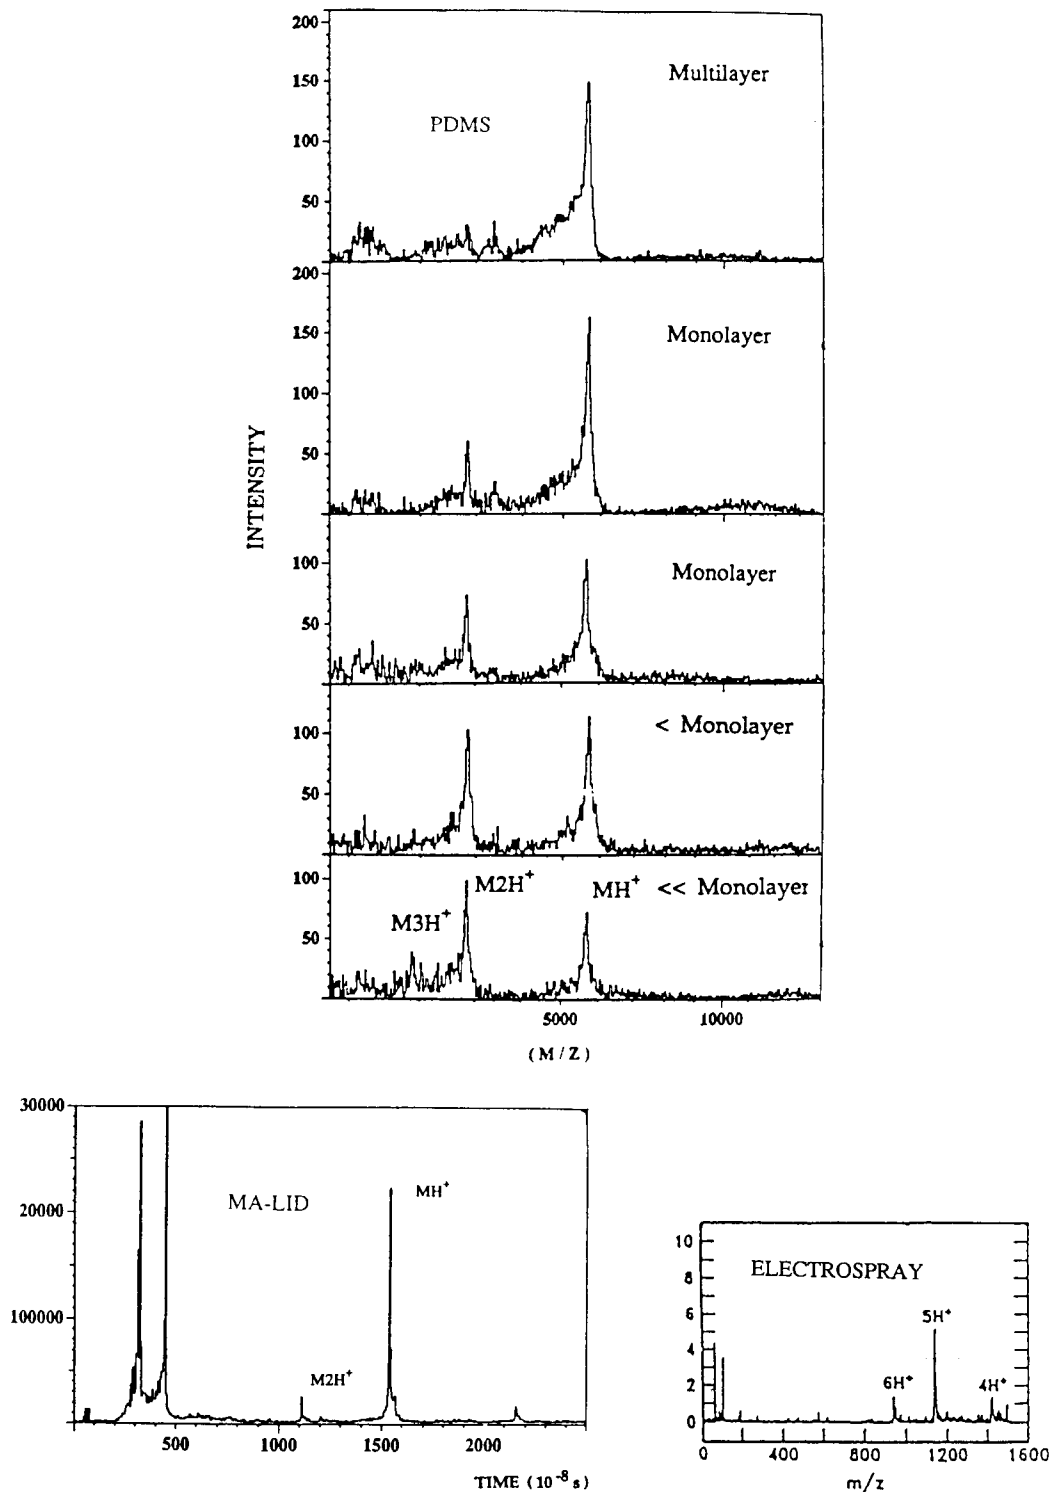 200
150
100
50
Multilayer
PDMS
200
150
100
50
Monolayer
INTENSITY
100
50
Monolayer
100
50
< Monolayer
100
50
M3H+
M2H+
MH+
<< Monolayer
5000
10000
(M/Z)
30000
20000
100000
MA-LID
M2H+
MH+
500
1000
1500
2000
TIME (10-8 s)
10
8
6
4
2
0
ELECTROSPRAY
6H+
5H+
4H+
0
400
800
1200
1600
m/z